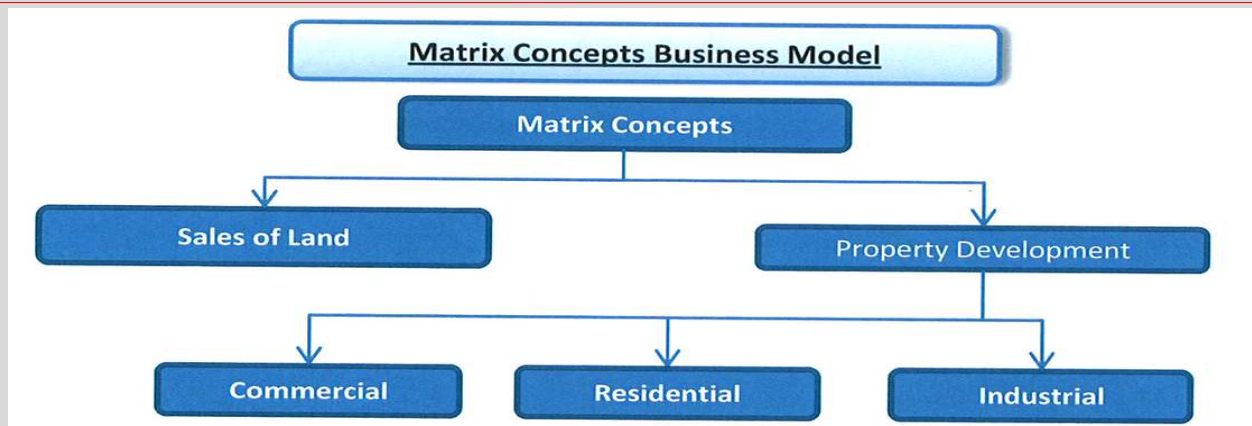 Matrix Concepts Business Model
Matrix Concepts
Sales of Land
Property Development
Commercial
Residential
Industrial